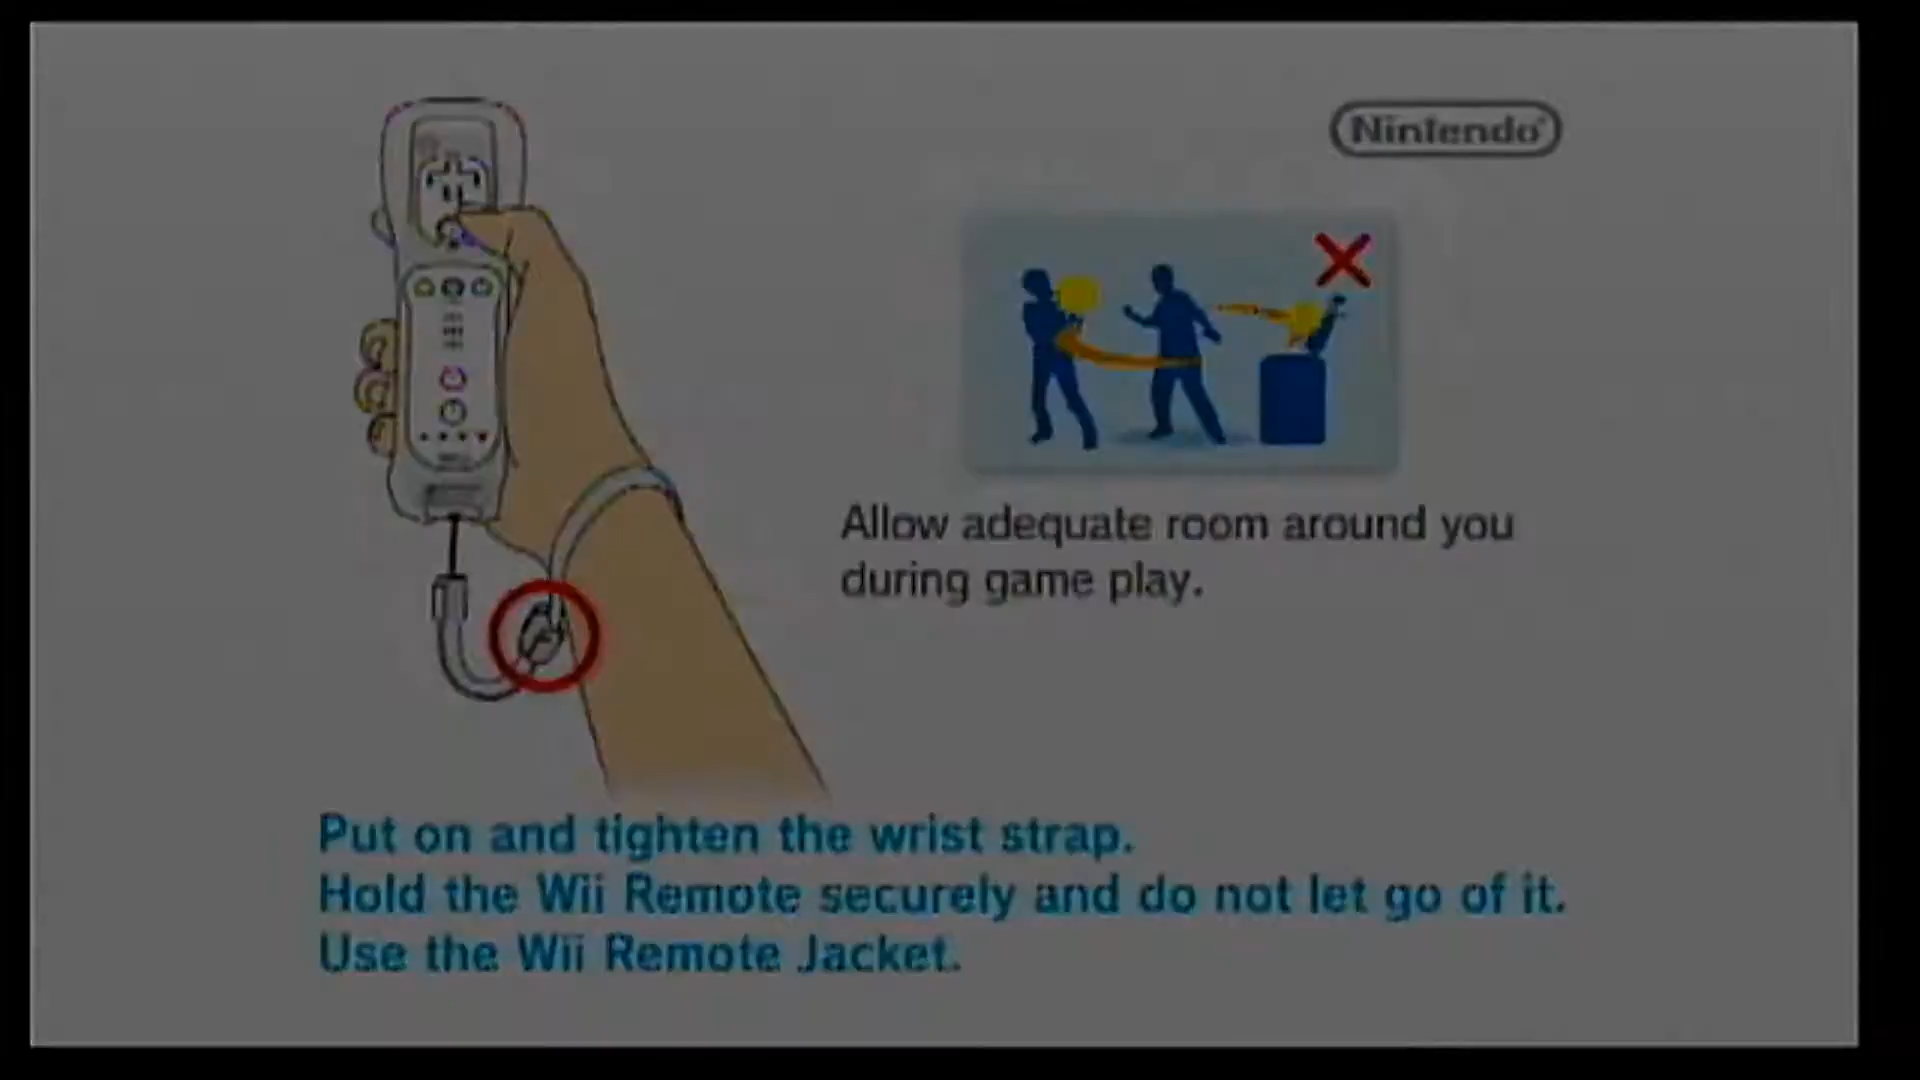 Nintendo
Allow adequate room around you
during game play.
Put on and tighten the wrist strap.
Hold the Wii Remote securely and do not let go of it.
Use the Wii Remote Jacket.